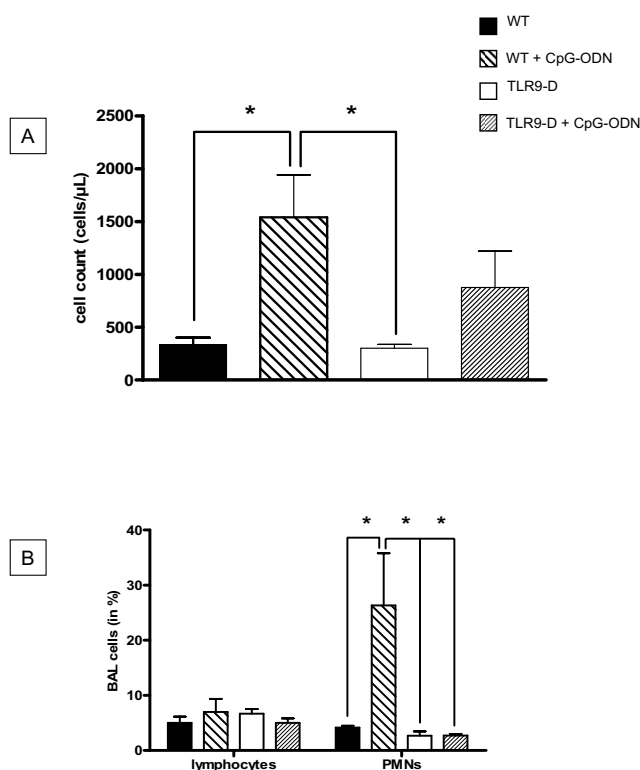 WT
WT + CpG-ODN
TLR9-D
TLR9-D + CpG-ODN
A
cell count (cells/µL)
2500
2000
1500
1000
500
0
*
*
B
BAL cells (in %)
40
30
20
10
0
*
*
*
lymphocytes
PMNs